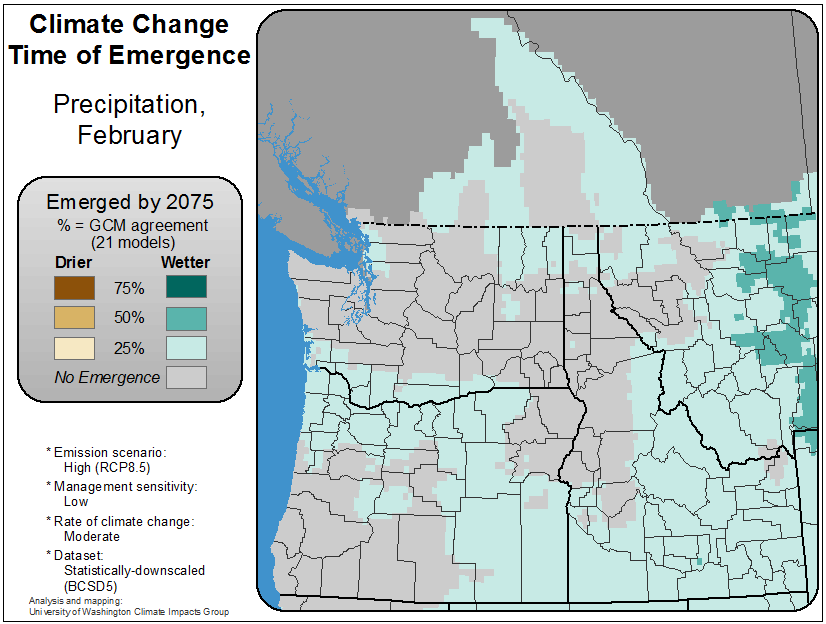 Climate Change
Time of Emergence
Precipitation,
February
Emerged by 2075
% = GCM agreement
(21 models)
Drier Wetter
75%
50%
25%
No Emergence
* Emission scenario:
High (RCP8.5)
* Management sensitivity:
Low
* Rate of climate change:
Moderate
* Dataset:
Statistically-downscaled
(BCSD5)
Analysis and mapping:
University of Washington Climate Impacts Group